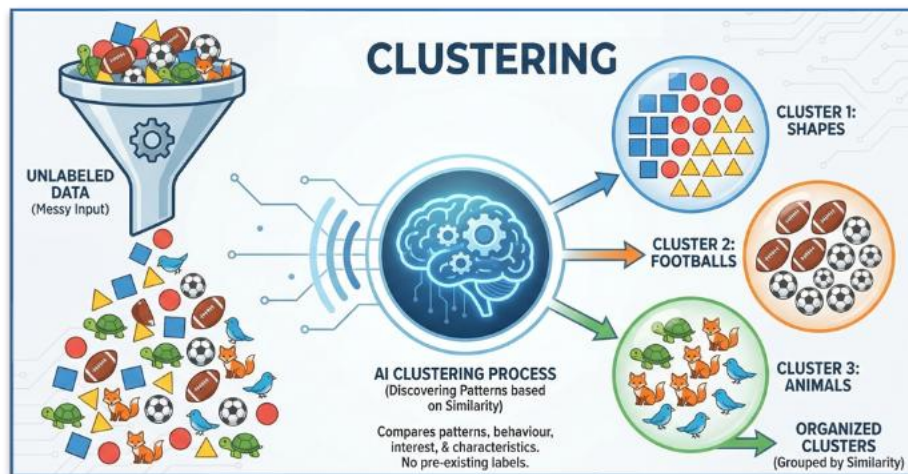 CLUSTERING
UNLABELED
DATA
(Messy Input)
AI CLUSTERING PROCESS
(Discovering Patterns based
on Similarity)
Compares patterns, behaviour,
interest, & characteristics.
No pre-existing labels.
CLUSTER 1:
SHAPES
CLUSTER 2:
FOOTBALLS
CLUSTER 3:
ANIMALS
ORGANIZED
CLUSTERS
(Grouped by Similarity)